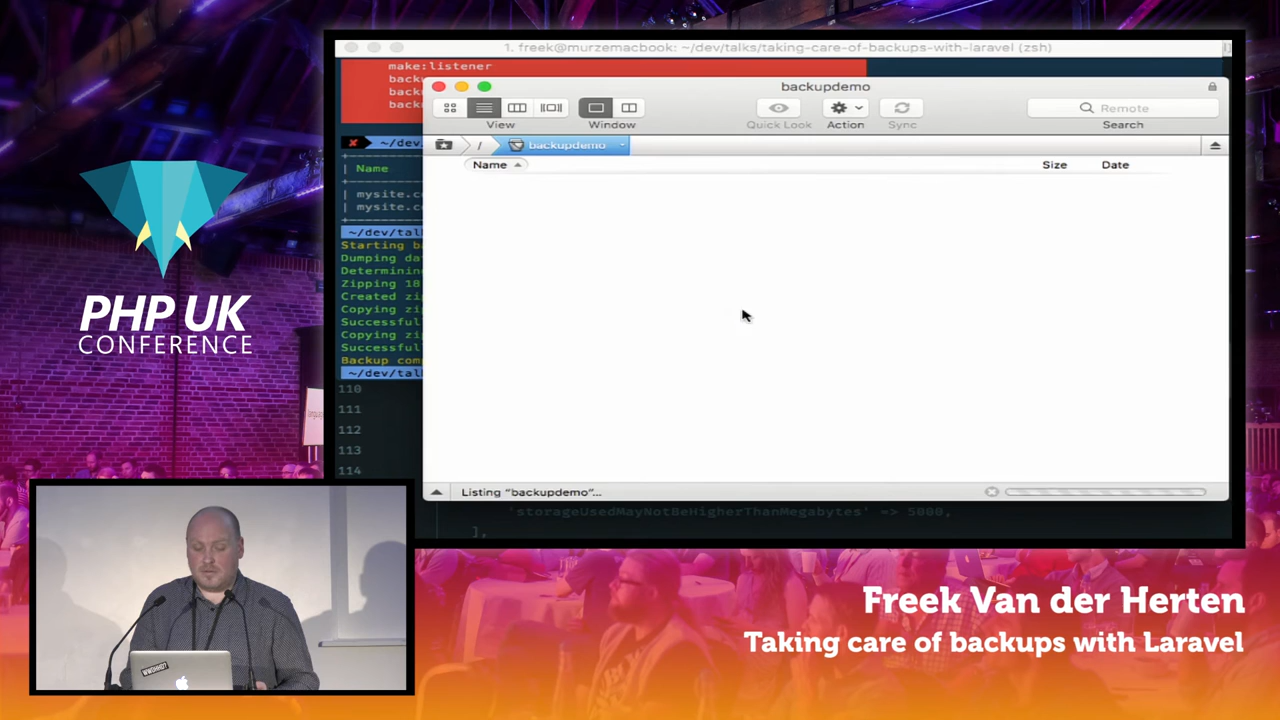 1. freek@murzemacbook: ~/dev/talks/taking-care-of-backups-with-laravel (zsh)
make:listener
back
back
back
✘ ~/dev
| Name
| mysite.c
| mysite.c
~/dev/tal
Starting b
Dumping da
Determinin
Zipping 18
Created zi
Copying zi
Successful
Copying zi
Successful
Backup com
~/dev/tal
110
111
112
113
114
'storageUsedMayNotBeHigherThanMegabytes' => 5000,
],
backupdemo
View
Window
Quick Look
Action
Sync
Remote
Search
/ backupdemo
Name Size Date
Listing "backupdemo"...
PHP UK
CONFERENCE
Freek Van der Herten
Taking care of backups with Laravel